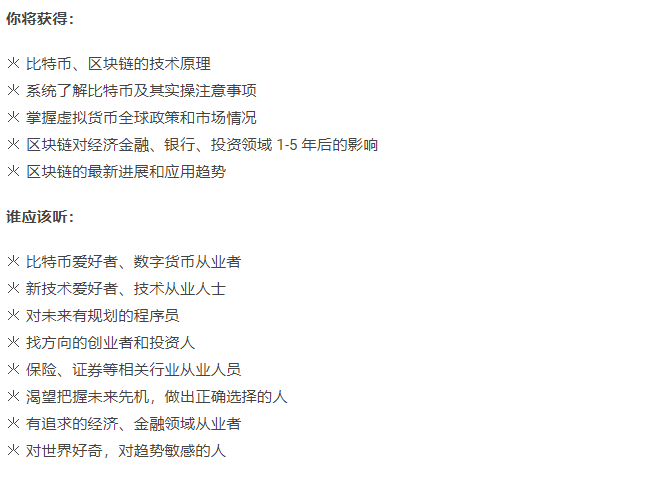 你将获得：
※ 比特币、区块链的技术原理
※ 系统了解比特币及其实操注意事项
※ 掌握虚拟货币全球政策和市场情况
※ 区块链对经济金融、银行、投资领域 1-5 年后的影响
※ 区块链的最新进展和应用趋势
谁应该听：
※ 比特币爱好者、数字货币从业者
※ 新技术爱好者、技术从业人士
※ 对未来有规划的程序员
※ 找方向的创业者和投资人
※ 保险、证券等相关行业从业人员
※ 渴望把握未来先机，做出正确选择的人
※ 有追求的经济、金融领域从业者
※ 对世界好奇，对趋势敏感的人